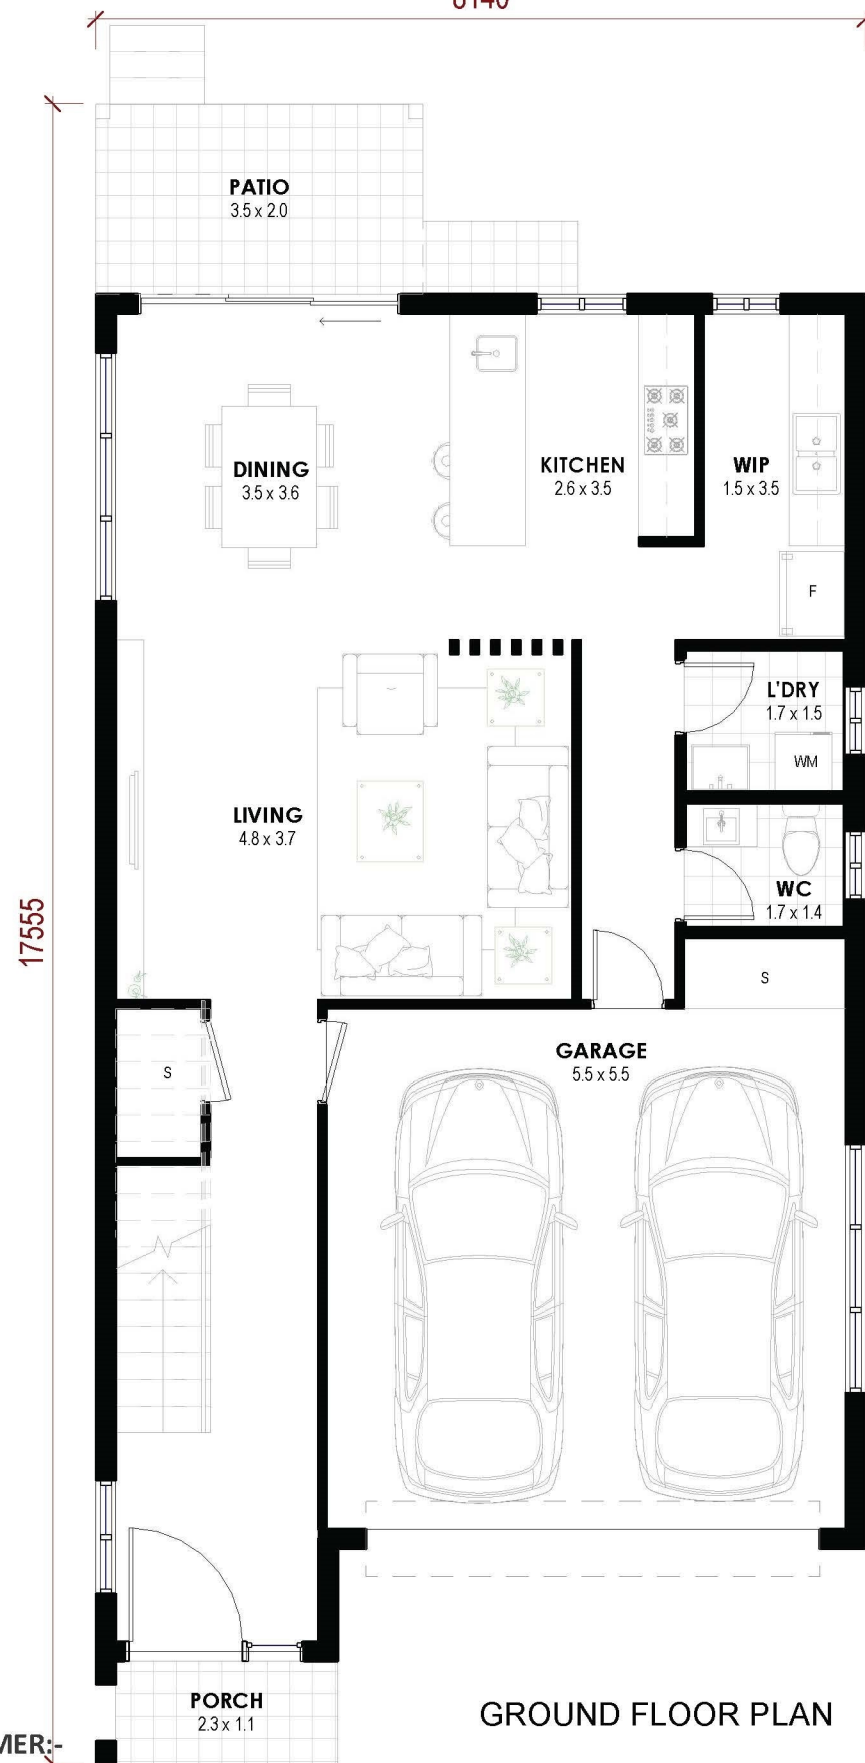 PATIO
3.5 x 2.0
DINING
3.5 x 3.6
KITCHEN
2.6 x 3.5
WIP
1.5 x 3.5
F
L'DRY
1.7 x 1.5
WM
LIVING
4.8 x 3.7
WC
1.7 x 1.4
17555
S
GARAGE
5.5 x 5.5
S
PORCH
2.3 x 1.1
GROUND FLOOR PLAN
MER:-